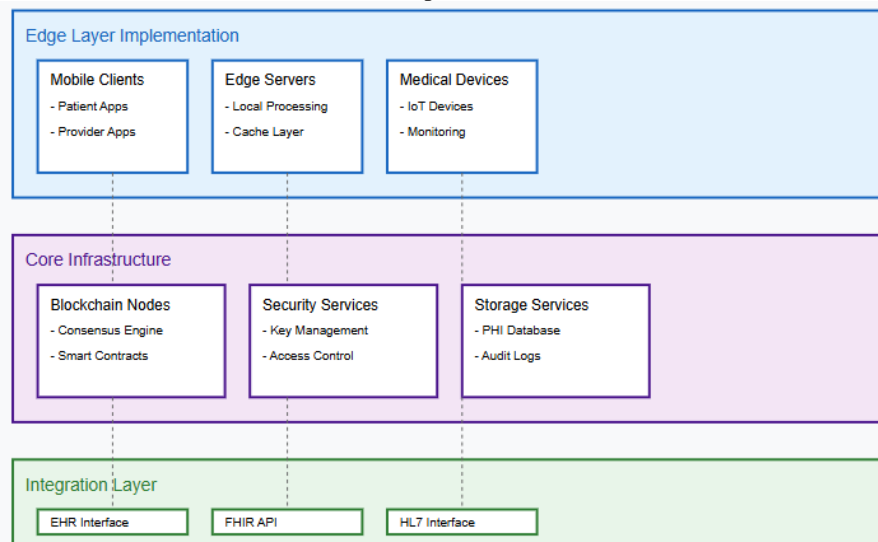 Edge Layer Implementation
Mobile Clients
- Patient Apps
- Provider Apps
Edge Servers
- Local Processing
- Cache Layer
Medical Devices
- IoT Devices
- Monitoring
Core Infrastructure
Blockchain Nodes
- Consensus Engine
- Smart Contracts
Security Services
- Key Management
- Access Control
Storage Services
- PHI Database
- Audit Logs
Integration Layer
EHR Interface
FHIR API
HL7 Interface